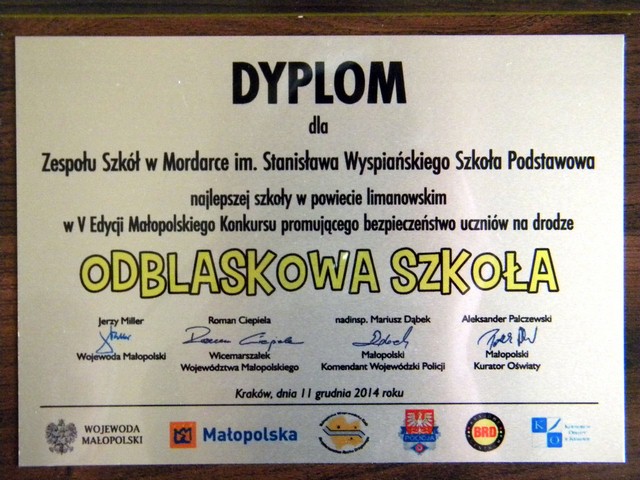 DYPLOM
dla
Zespołu Szkół w Mordarce im. Stanisława Wyspiańskiego Szkoła Podstawowa
najlepszej szkoły w powiecie limanowskim
w V Edycji Małopolskiego Konkursu promującego bezpieczeństwo uczniów na drodze
ODBLASKOWA SZKOŁA
Jerzy Miller
Wojewoda Małopolski
Roman Ciepiela
Wicemarszałek
Województwa Małopolskiego
nadinsp. Mariusz Dąbek
Małopolski
Komendant Wojewódzki Policji
Aleksander Palczewski
Małopolski
Kurator Oświaty
Kraków, dnia 11 grudnia 2014 roku
WOJEWODA
MAŁOPOLSKI
Małopolska
POLICJA
BRD
K
O